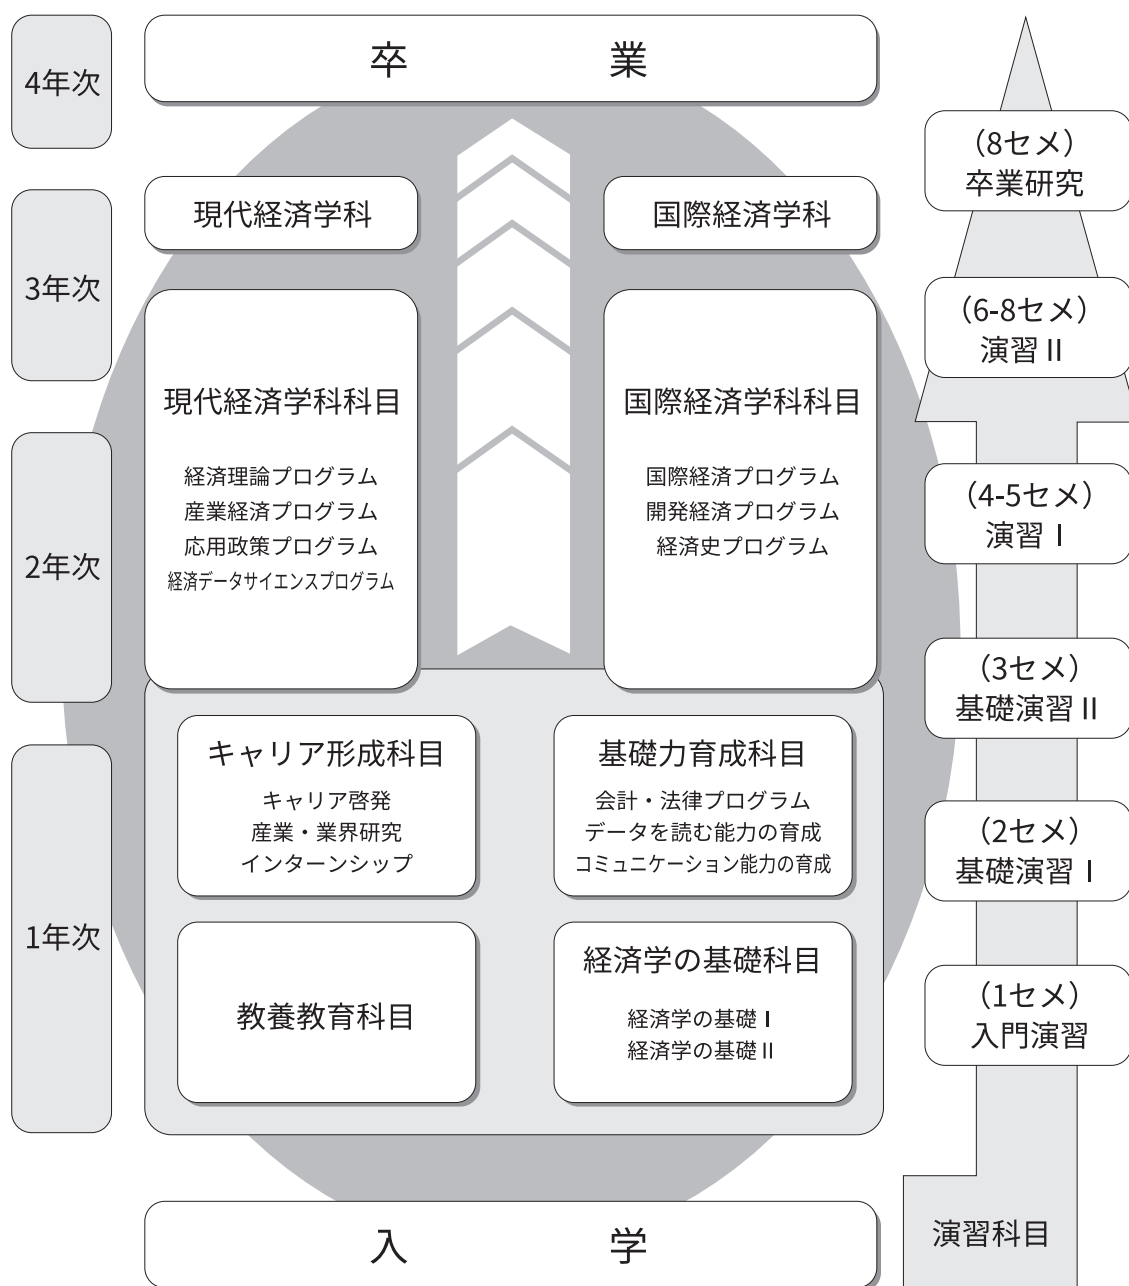 4年次
3年次
2年次
1年次
卒 業
現代経済学科
国際経済学科
現代経済学科科目
経済理論プログラム
産業経済プログラム
応用政策プログラム
経済データサイエンスプログラム
国際経済学科科目
国際経済プログラム
開発経済プログラム
経済史プログラム
キャリア形成科目
キャリア啓発
産業・業界研究
インターンシップ
基礎力育成科目
会計・法律プログラム
データを読む能力の育成
コミュニケーション能力の育成
教養教育科目
経済学の基礎科目
経済学の基礎Ⅰ
経済学の基礎Ⅱ
入 学
(8セメ)
卒業研究
(6-8セメ)
演習Ⅱ
(4-5セメ)
演習Ⅰ
(3セメ)
基礎演習Ⅱ
(2セメ)
基礎演習Ⅰ
(1セメ)
入門演習
演習科目